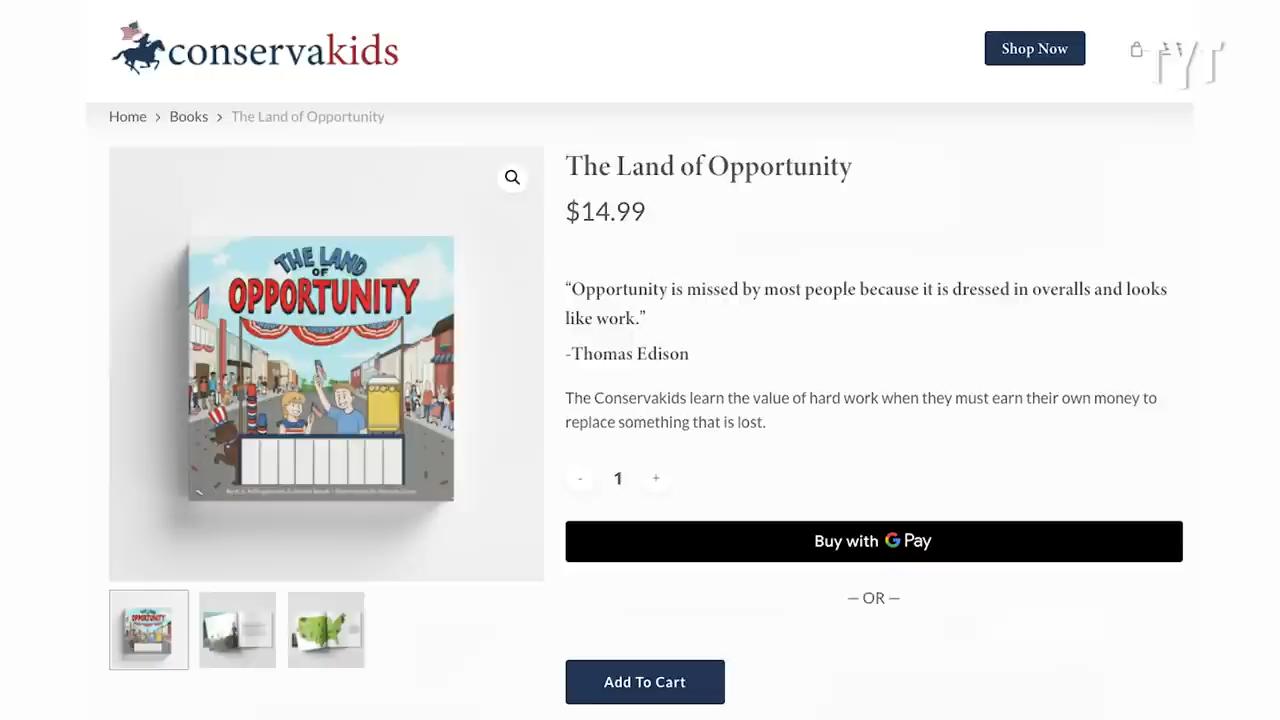 conservakids
Shop Now
TYT
Home > Books > The Land of Opportunity
The Land of Opportunity
$14.99
THE LAND
OF
OPPORTUNITY
“Opportunity is missed by most people because it is dressed in overalls and looks
like work.”
-Thomas Edison
The Conservakids learn the value of hard work when they must earn their own money to
replace something that is lost.
- 1 +
Buy with G Pay
— OR —
Add To Cart